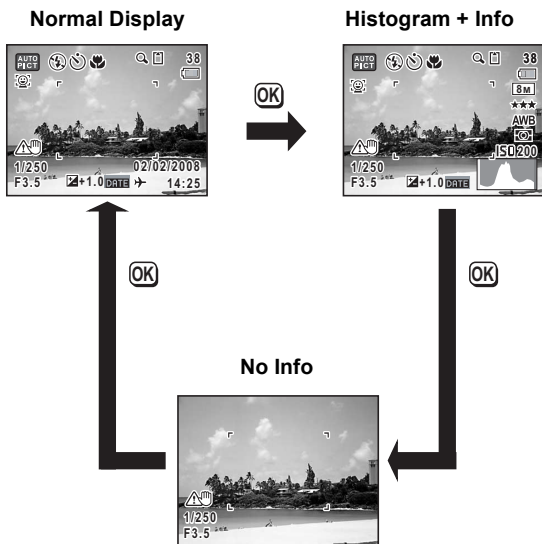 Normal Display
Histogram + Info
AUTO PICT
38
1/250
02/02/2008
F3.5
+1.0
DATE
14:25
OK
AUTO PICT
38
8M
★★★
AWB
ISO 200
1/250
F3.5
+1.0
DATE
OK
OK
No Info
1/250
F3.5